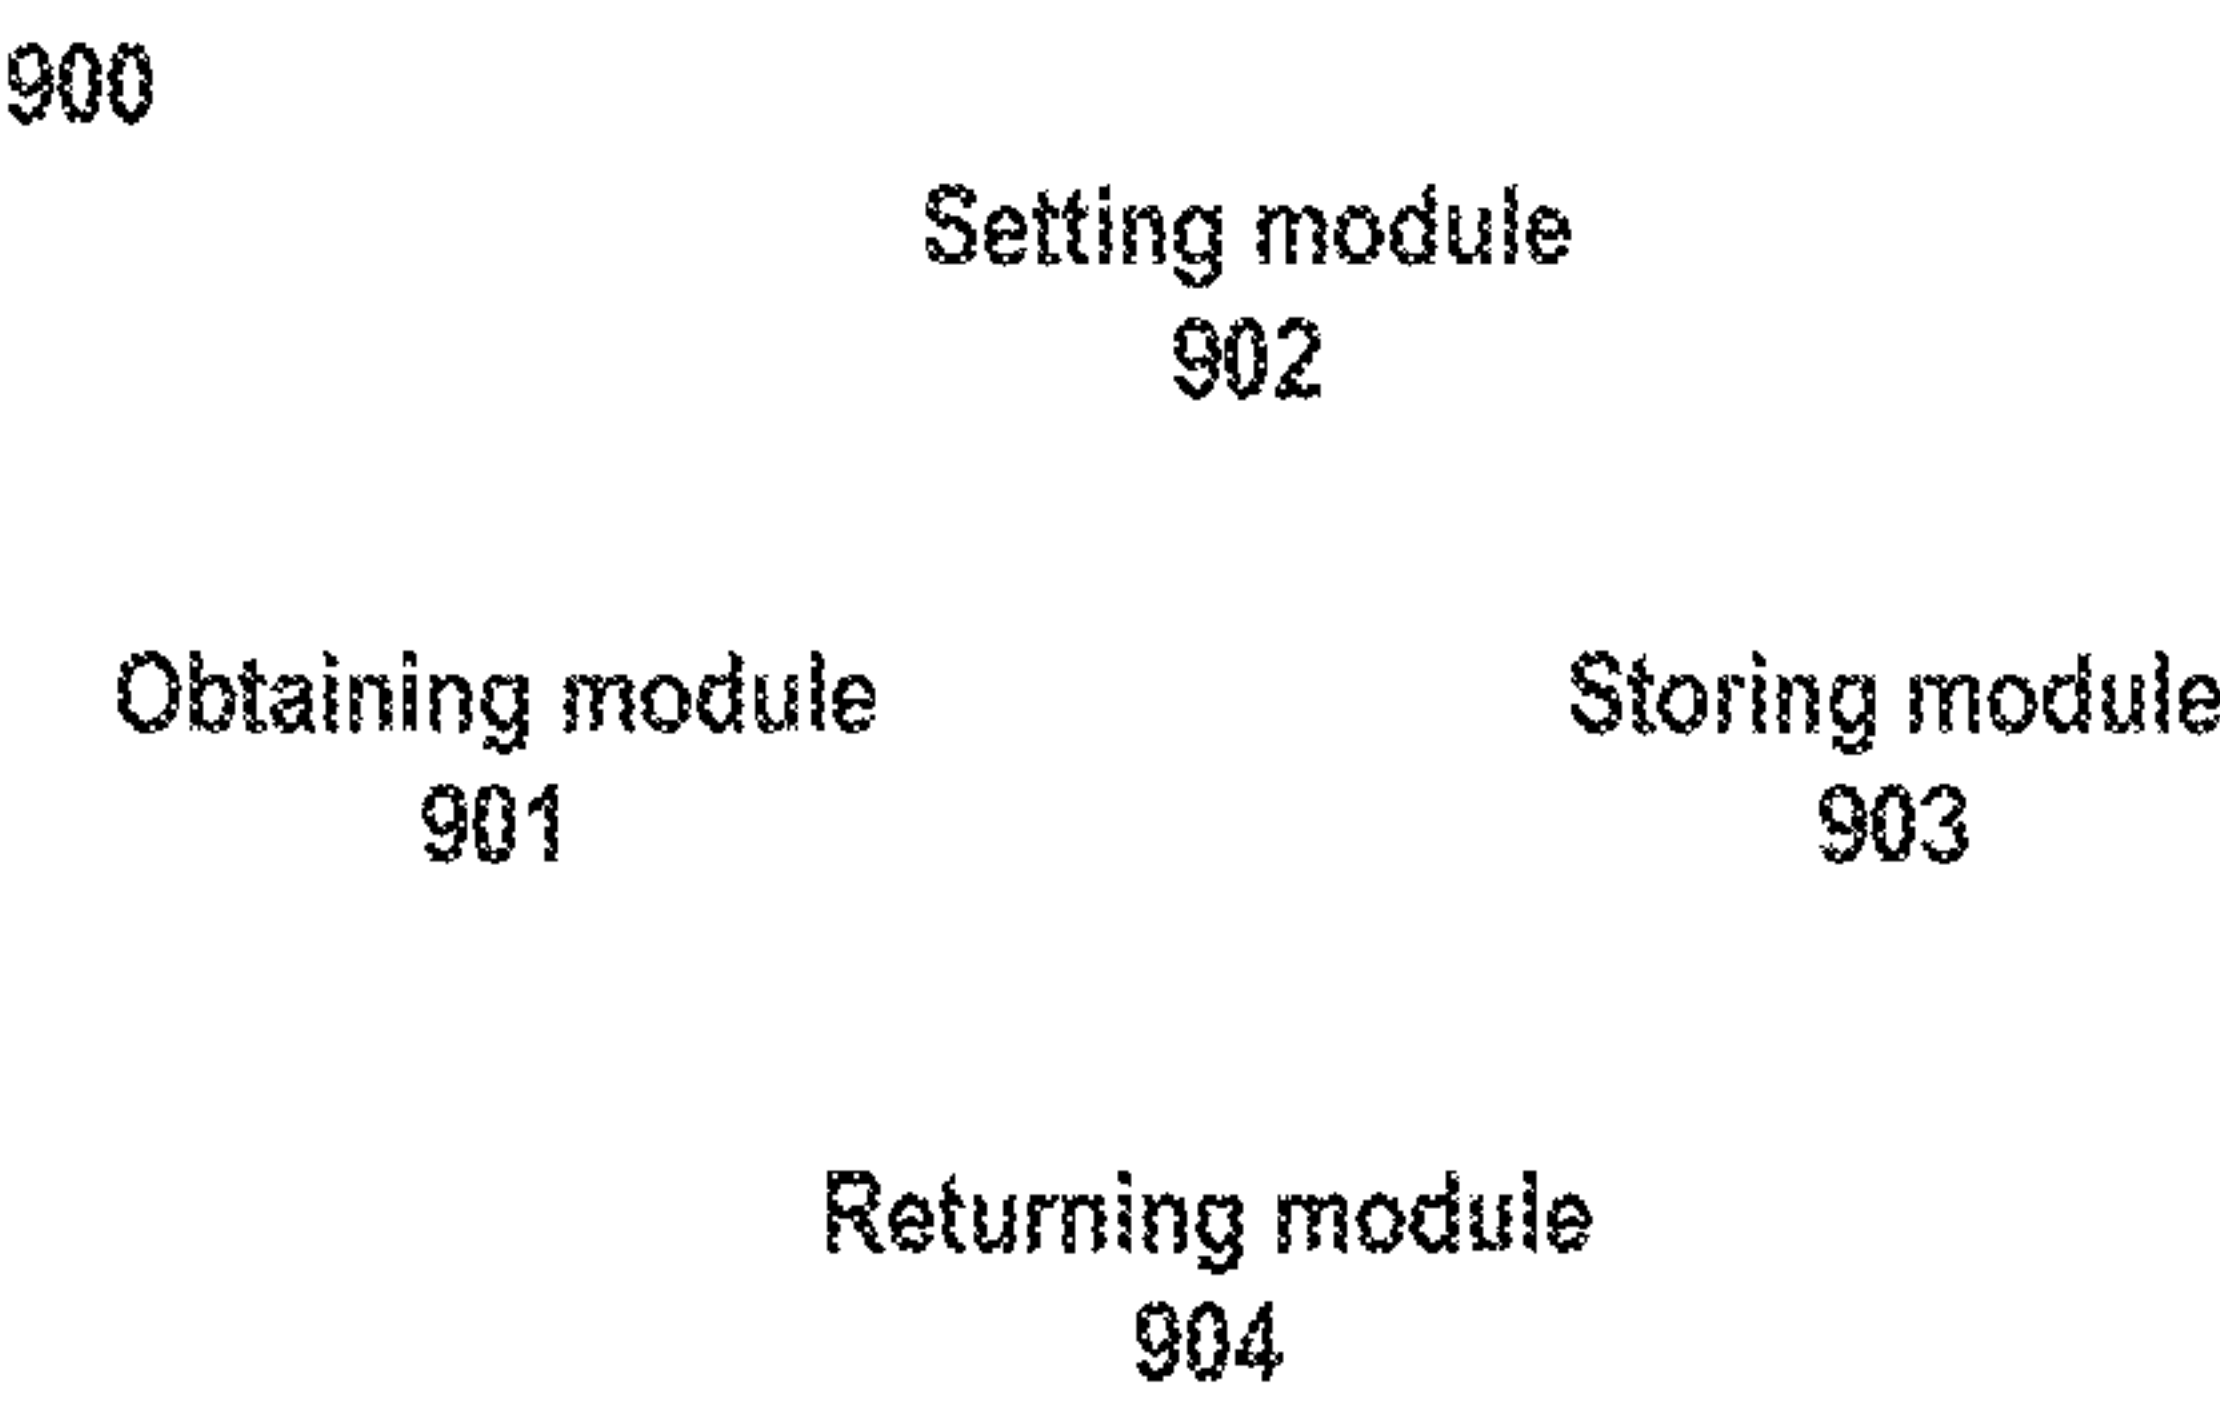 900
Setting module
902
Obtaining module
901
Storing module
903
Returning module
904